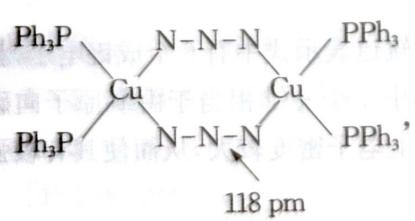 Ph₃P N-N-N PPh₃
Cu Cu
Ph₃P N-N-N PPh₃,
118 pm